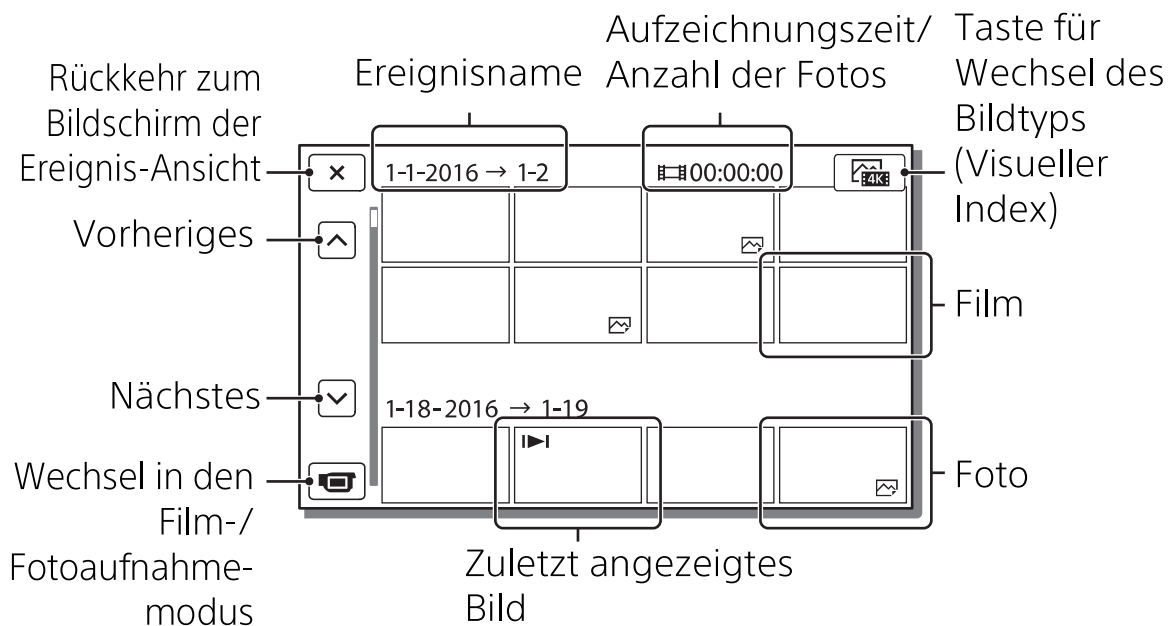 Rückkehr zum
Bildschirm der
Ereignis-Ansicht
Ereignisname
Aufzeichnungszeit/
Anzahl der Fotos
Taste für
Wechsel des
Bildtyps
(Visueller
Index)
1-1-2016 → 1-2
00:00:00
4K
Vorheriges
Film
Nächstes
1-18-2016 → 1-19
Wechsel in den
Film-/
Fotoaufnahme-
modus
Foto
Zuletzt angezeigtes
Bild